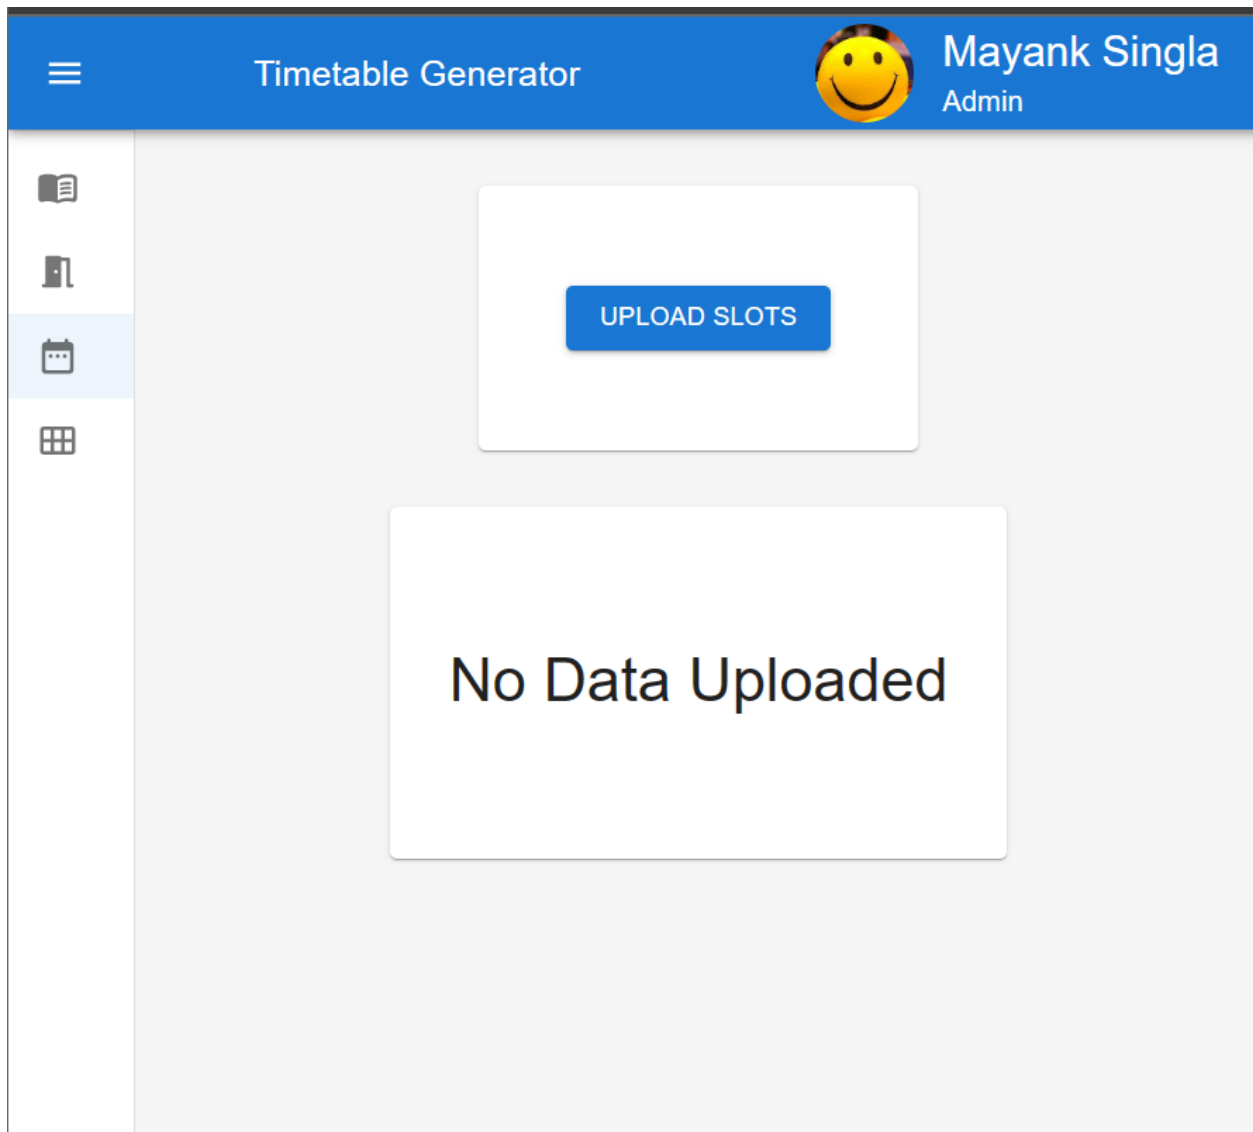 Timetable Generator
Mayank Singla
Admin
UPLOAD SLOTS
No Data Uploaded